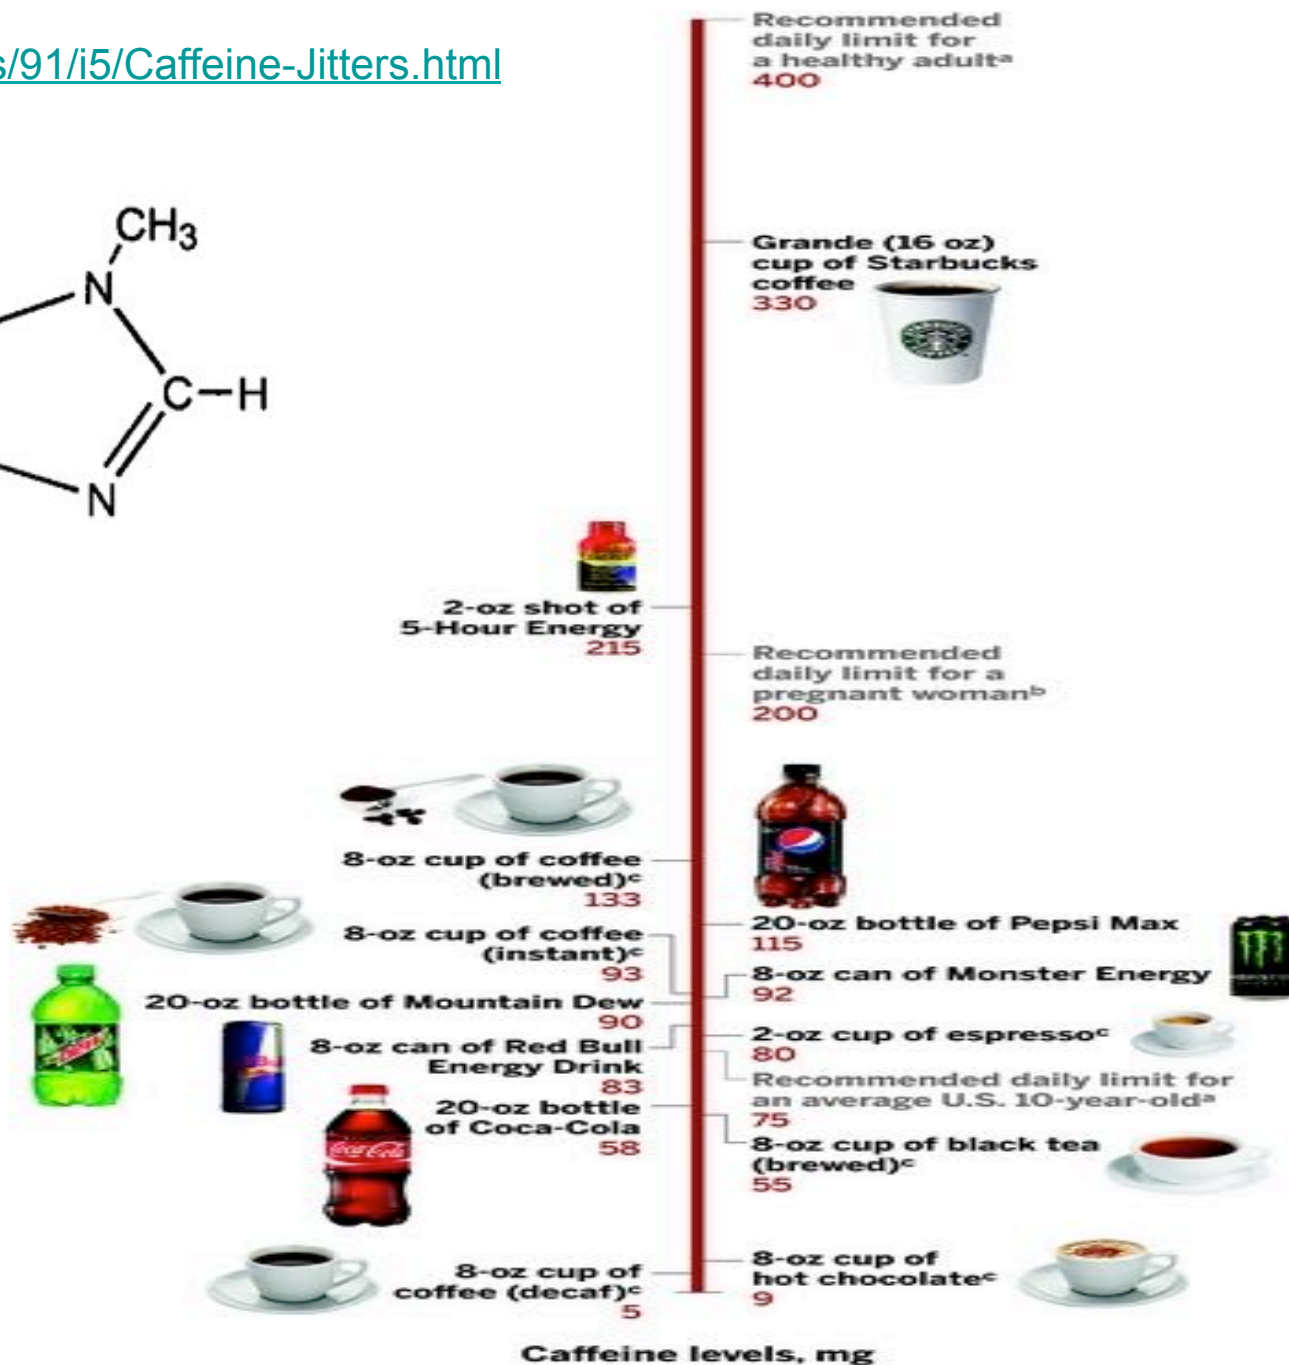 s/91/i5/Caffeine-Jitters.html
CH3
N
C-H
N
Recommended
daily limit for
a healthy adultᵃ
400
Grande (16 oz)
cup of Starbucks
coffee
330
2-oz shot of
5-Hour Energy
215
Recommended
daily limit for a
pregnant womanᵇ
200
8-oz cup of coffee
(brewed)ᶜ
133
20-oz bottle of Pepsi Max
115
8-oz cup of coffee
(instant)ᶜ
93
8-oz can of Monster Energy
92
20-oz bottle of Mountain Dew
90
8-oz can of Red Bull
Energy Drink
83
2-oz cup of espressoᶜ
80
Recommended daily limit for
an average U.S. 10-year-oldᵃ
75
20-oz bottle
of Coca-Cola
58
Coca-Cola
8-oz cup of black tea
(brewed)ᶜ
55
8-oz cup of
hot chocolateᶜ
9
8-oz cup of
coffee (decaf)ᶜ
5
Caffeine levels, mg